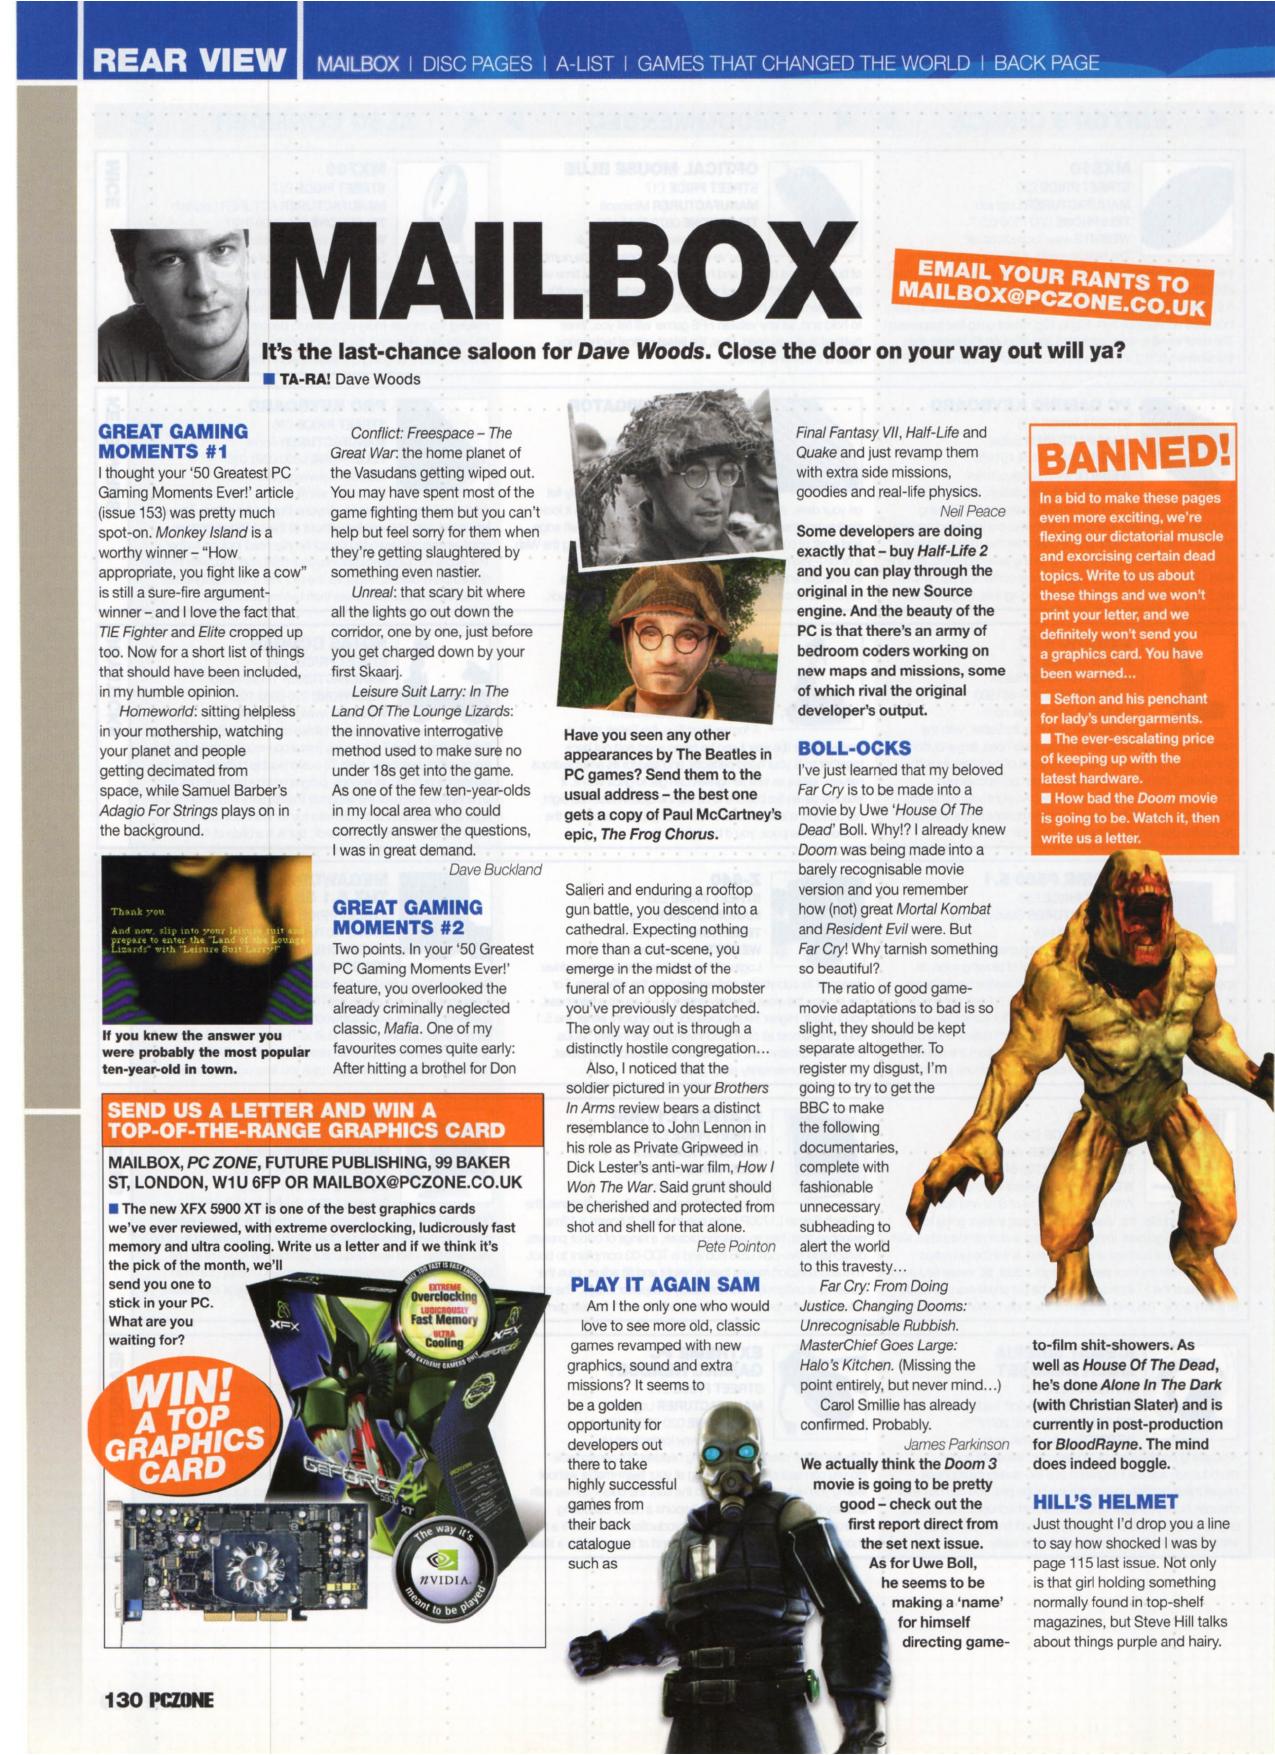 REAR VIEW
MAILBOX | DISC PAGES | A-LIST | GAMES THAT CHANGED THE WORLD | BACK PAGE
MAILBOX
EMAIL YOUR RANTS TO
MAILBOX@PCZONE.CO.UK
It's the last-chance saloon for Dave Woods. Close the door on your way out will ya?
■ TA-RA! Dave Woods
GREAT GAMING
MOMENTS #1
I thought your '50 Greatest PC
Gaming Moments Ever!' article
(issue 153) was pretty much
spot-on. Monkey Island is a
worthy winner – "How
appropriate, you fight like a cow"
is still a sure-fire argument-
winner – and I love the fact that
TIE Fighter and Elite cropped up
too. Now for a short list of things
that should have been included,
in my humble opinion.
Homeworld: sitting helpless
in your mothership, watching
your planet and people
getting decimated from
space, while Samuel Barber's
Adagio For Strings plays on in
the background.
Thank you.
And now, slip into your leisure suit and
prepare to enter the "Land of the Lounge
Lizards" with "Leisure Suit Larry!"
If you knew the answer you
were probably the most popular
ten-year-old in town.
Conflict: Freespace – The
Great War: the home planet of
the Vasudans getting wiped out.
You may have spent most of the
game fighting them but you can't
help but feel sorry for them when
they're getting slaughtered by
something even nastier.
Unreal: that scary bit where
all the lights go out down the
corridor, one by one, just before
you get charged down by your
first Skaarj.
Leisure Suit Larry: In The
Land Of The Lounge Lizards:
the innovative interrogative
method used to make sure no
under 18s get into the game.
As one of the few ten-year-olds
in my local area who could
correctly answer the questions,
I was in great demand.
Dave Buckland
GREAT GAMING
MOMENTS #2
Two points. In your '50 Greatest
PC Gaming Moments Ever!'
feature, you overlooked the
already criminally neglected
classic, Mafia. One of my
favourites comes quite early:
After hitting a brothel for Don
Have you seen any other
appearances by The Beatles in
PC games? Send them to the
usual address – the best one
gets a copy of Paul McCartney's
epic, The Frog Chorus.
Salieri and enduring a rooftop
gun battle, you descend into a
cathedral. Expecting nothing
more than a cut-scene, you
emerge in the midst of the
funeral of an opposing mobster
you've previously despatched.
The only way out is through a
distinctly hostile congregation...
Also, I noticed that the
soldier pictured in your Brothers
In Arms review bears a distinct
resemblance to John Lennon in
his role as Private Gripweed in
Dick Lester's anti-war film, How I
Won The War. Said grunt should
be cherished and protected from
shot and shell for that alone.
Pete Pointon
PLAY IT AGAIN SAM
Am I the only one who would
love to see more old, classic
games revamped with new
graphics, sound and extra
missions? It seems to
be a golden
opportunity for
developers out
there to take
highly successful
games from
their back
catalogue
such as
Final Fantasy VII, Half-Life and
Quake and just revamp them
with extra side missions,
goodies and real-life physics.
Neil Peace
Some developers are doing
exactly that – buy Half-Life 2
and you can play through the
original in the new Source
engine. And the beauty of the
PC is that there's an army of
bedroom coders working on
new maps and missions, some
of which rival the original
developer's output.
BOLL-OCKS
I've just learned that my beloved
Far Cry is to be made into a
movie by Uwe 'House Of The
Dead' Boll. Why!? I already knew
Doom was being made into a
barely recognisable movie
version and you remember
how (not) great Mortal Kombat
and Resident Evil were. But
Far Cry! Why tarnish something
so beautiful?
The ratio of good game-
movie adaptations to bad is so
slight, they should be kept
separate altogether. To
register my disgust, I'm
going to try to get the
BBC to make
the following
documentaries,
complete with
fashionable
unnecessary
subheading to
alert the world
to this travesty...
Far Cry: From Doing
Justice. Changing Dooms:
Unrecognisable Rubbish.
MasterChief Goes Large:
Halo's Kitchen. (Missing the
point entirely, but never mind...)
Carol Smillie has already
confirmed. Probably.
James Parkinson
We actually think the Doom 3
movie is going to be pretty
good – check out the
first report direct from
the set next issue.
As for Uwe Boll,
he seems to be
making a 'name'
for himself
directing game-
BANNED!
In a bid to make these pages
even more exciting, we're
flexing our dictatorial muscle
and exorcising certain dead
topics. Write to us about
these things and we won't
print your letter, and we
definitely won't send you
a graphics card. You have
been warned...
■ Sefton and his penchant
for lady's undergarments.
■ The ever-escalating price
of keeping up with the
latest hardware.
■ How bad the Doom movie
is going to be. Watch it, then
write us a letter.
to-film shit-showers. As
well as House Of The Dead,
he's done Alone In The Dark
(with Christian Slater) and is
currently in post-production
for BloodRayne. The mind
does indeed boggle.
HILL'S HELMET
Just thought I'd drop you a line
to say how shocked I was by
page 115 last issue. Not only
is that girl holding something
normally found in top-shelf
magazines, but Steve Hill talks
about things purple and hairy.
SEND US A LETTER AND WIN A
TOP-OF-THE-RANGE GRAPHICS CARD
MAILBOX, PC ZONE, FUTURE PUBLISHING, 99 BAKER
ST, LONDON, W1U 6FP OR MAILBOX@PCZONE.CO.UK
■ The new XFX 5900 XT is one of the best graphics cards
we've ever reviewed, with extreme overclocking, ludicrously fast
memory and ultra cooling. Write us a letter and if we think it's
the pick of the month, we'll
send you one to
stick in your PC.
What are you
waiting for?
WIN!
A TOP
GRAPHICS
CARD
XFX
ONLY TOO FAST IS FAST ENOUGH
EXTREME
Overclocking
LUDICROUSLY
Fast Memory
ULTRA
Cooling
FOR EXTREME GAMERS ONLY
XFX
GEFORCE FX
5900
XT
The way it's
nVIDIA
meant to be played
130 PCZONE